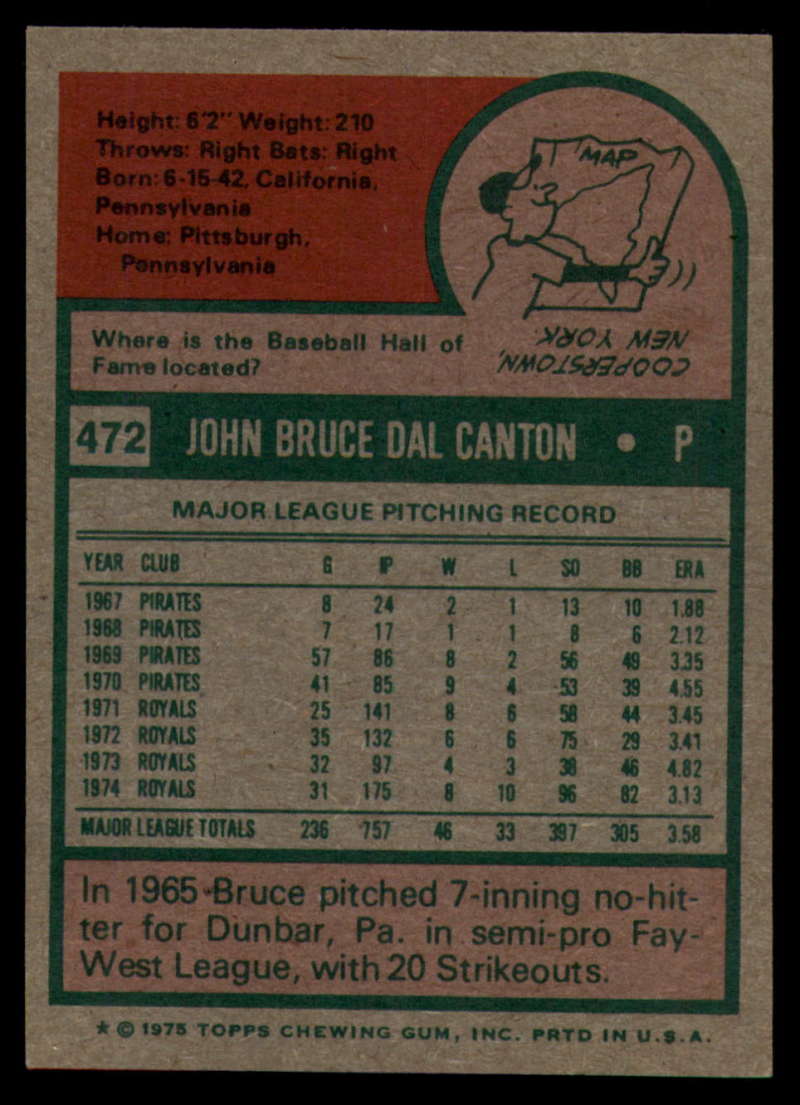 Height: 6'2" Weight: 210
Throws: Right Bats: Right
Born: 6-15-42, California,
Pennsylvania
Home: Pittsburgh,
Pennsylvania
MAP
Where is the Baseball Hall of
Fame located?
COOPERSTOWN,
NEW YORK.
472 JOHN BRUCE DAL CANTON • P
MAJOR LEAGUE PITCHING RECORD
YEAR CLUB G IP W L SO BB ERA
1967 PIRATES 8 24 2 1 13 10 1.88
1968 PIRATES 7 17 1 1 8 6 2.12
1969 PIRATES 57 86 8 2 56 49 3.35
1970 PIRATES 41 85 9 4 53 39 4.55
1971 ROYALS 25 141 8 6 58 44 3.45
1972 ROYALS 35 132 6 6 75 29 3.41
1973 ROYALS 32 97 4 3 38 46 4.82
1974 ROYALS 31 175 8 10 96 82 3.13
MAJOR LEAGUE TOTALS 236 757 46 33 397 305 3.58
In 1965 Bruce pitched 7-inning no-hit-
ter for Dunbar, Pa. in semi-pro Fay-
West League, with 20 Strikeouts.
* © 1975 TOPPS CHEWING GUM, INC. PRTD IN U.S.A.